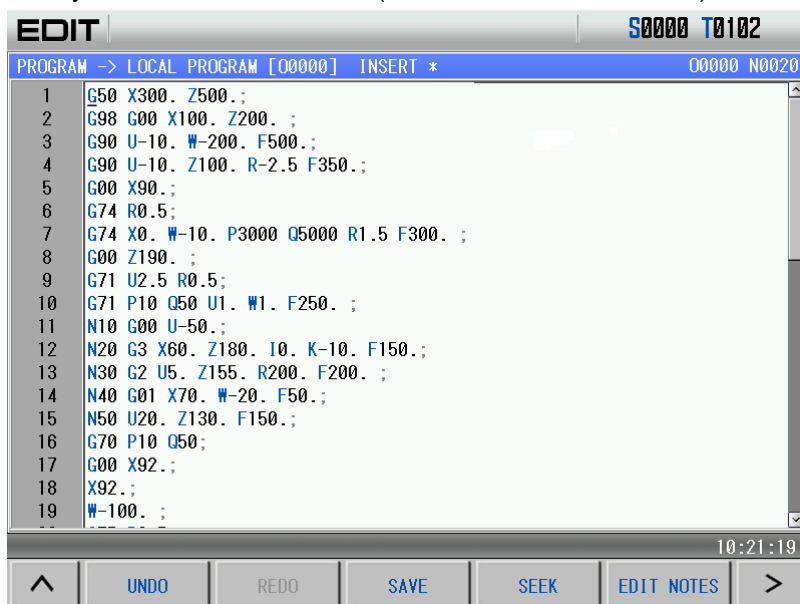 EDIT S0000 T0102
PROGRAM -> LOCAL PROGRAM [O0000] INSERT * O0000 N0020
1 G50 X300. Z500.;
2 G98 G00 X100. Z200. ;
3 G90 U-10. W-200. F500.;
4 G90 U-10. Z100. R-2.5 F350.;
5 G00 X90.;
6 G74 R0.5;
7 G74 X0. W-10. P3000 Q5000 R1.5 F300. ;
8 G00 Z190. ;
9 G71 U2.5 R0.5;
10 G71 P10 Q50 U1. W1. F250. ;
11 N10 G00 U-50.;
12 N20 G3 X60. Z180. I0. K-10. F150.;
13 N30 G2 U5. Z155. R200. F200. ;
14 N40 G01 X70. W-20. F50.;
15 N50 U20. Z130. F150.;
16 G70 P10 Q50;
17 G00 X92.;
18 X92.;
19 W-100. ;
10:21:19
UNDO REDO SAVE SEEK EDIT NOTES >